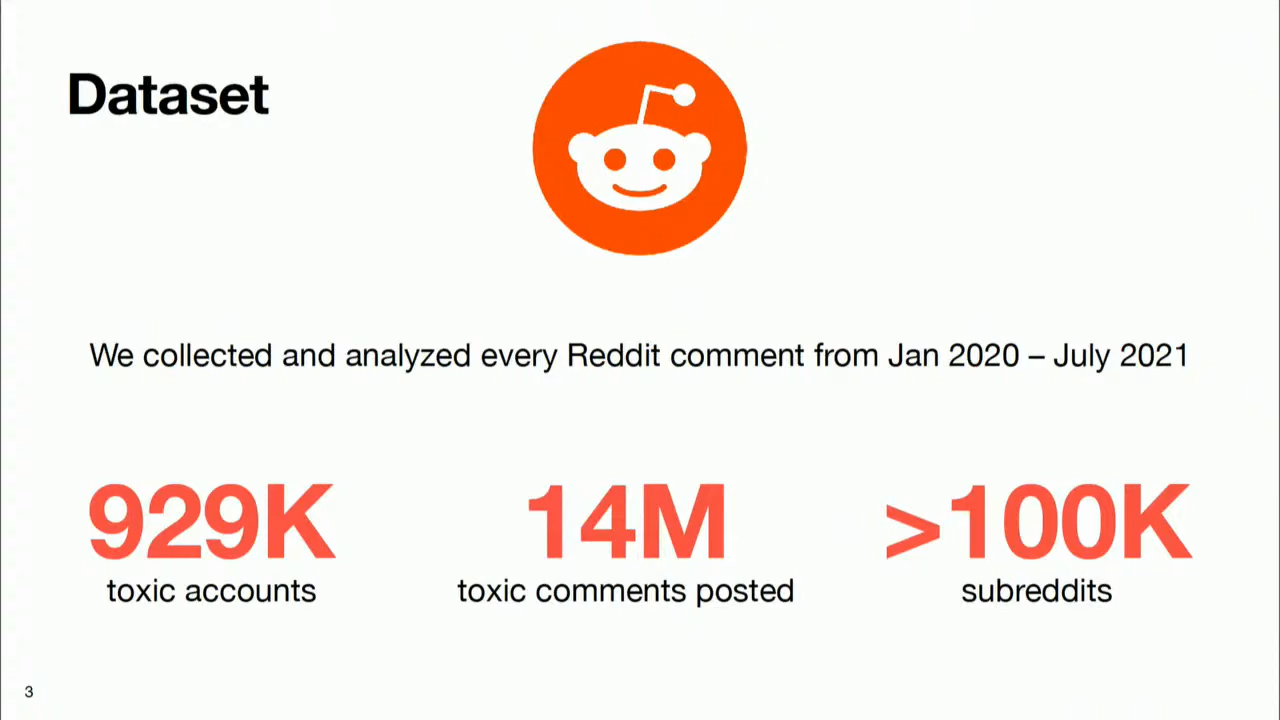 Dataset
We collected and analyzed every Reddit comment from Jan 2020 – July 2021
929K
toxic accounts
14M
toxic comments posted
>100K
subreddits
3